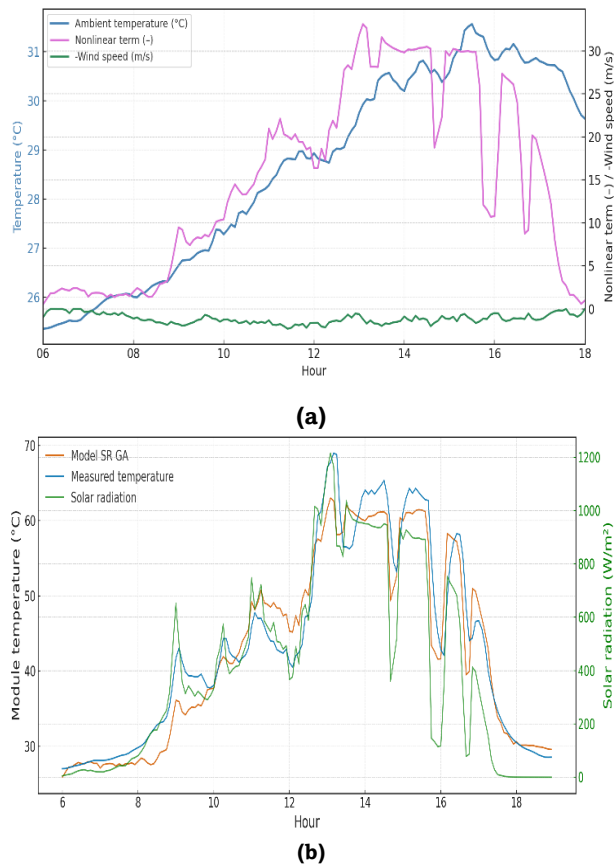 Ambient temperature (°C)
Nonlinear term (–)
-Wind speed (m/s)
Temperature (°C)
31
30
29
28
27
26
30
25
20
15
10
5
0
Nonlinear term (–) / -Wind speed (m/s)
06 08 10 12 14 16 18
Hour
(a)
Model SR GA
Measured temperature
Solar radiation
Module temperature (°C)
70
60
50
40
30
1200
1000
800
600
400
200
0
Solar radiation (W/m²)
6 8 10 12 14 16 18
Hour
(b)